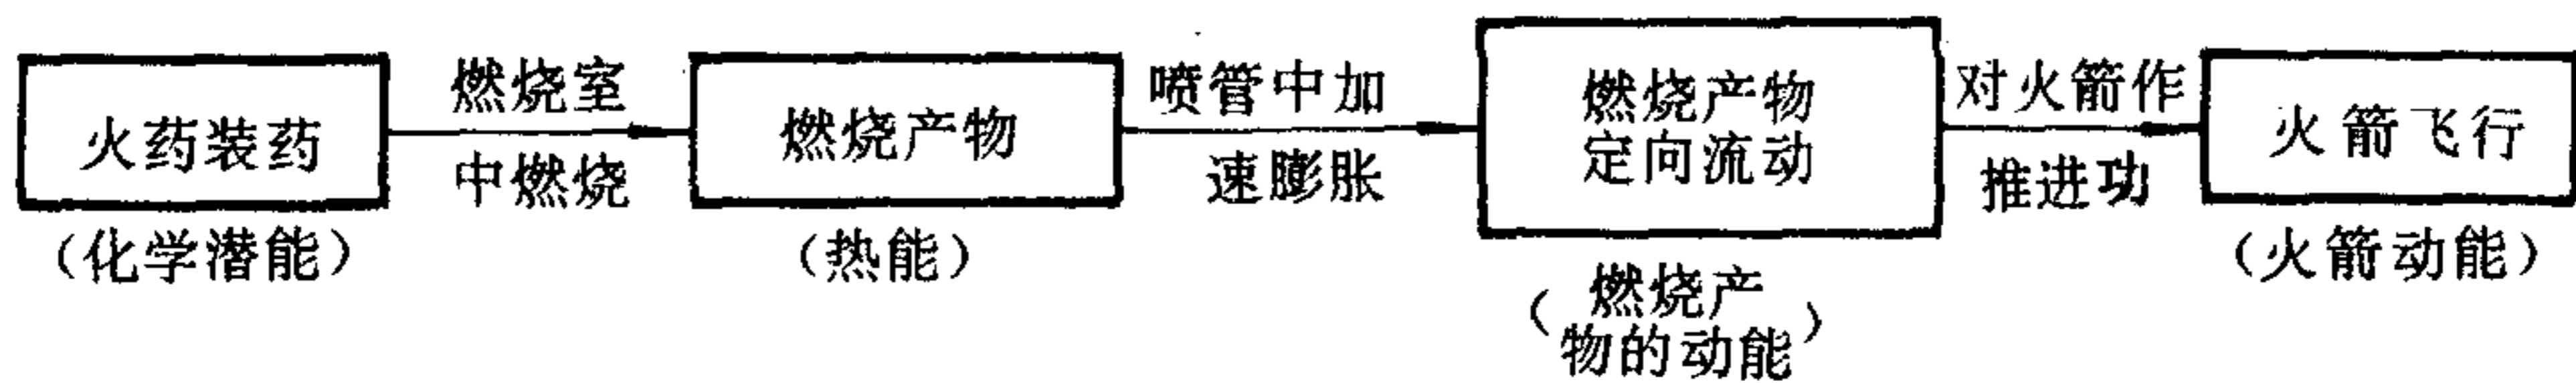 火药装药
(化学潜能)
燃烧室
中燃烧
燃烧产物
(热能)
喷管中加
速膨胀
燃烧产物
定向流动
(燃烧产
物的动能)
对火箭作
推进功
火箭飞行
(火箭动能)